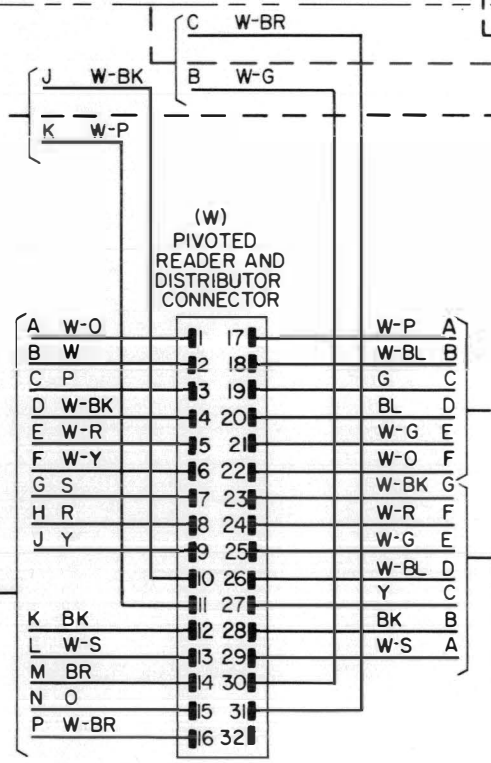 C W-BR
J W-BK B W-G
K W-P
(W)
PIVOTED
READER AND
DISTRIBUTOR
CONNECTOR
A W-O 1 17 W-P A
B W 2 18 W-BL B
C P 3 19 G C
D W-BK 4 20 BL D
E W-R 5 21 W-G E
F W-Y 6 22 W-O F
G S 7 23 W-BK G
H R 8 24 W-R F
J Y 9 25 W-G E
10 26 W-BL D
11 27 Y C
K BK 12 28 BK B
L W-S 13 29 W-S A
M BR 14 30
N O 15 31
P W-BR 16 32